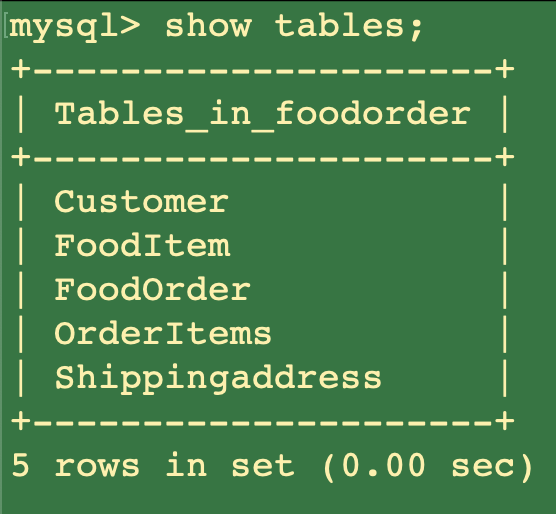 mysql> show tables;
+---------------------+
| Tables_in_foodorder |
+---------------------+
| Customer            |
| FoodItem            |
| FoodOrder           |
| OrderItems          |
| Shippingaddress     |
+---------------------+
5 rows in set (0.00 sec)